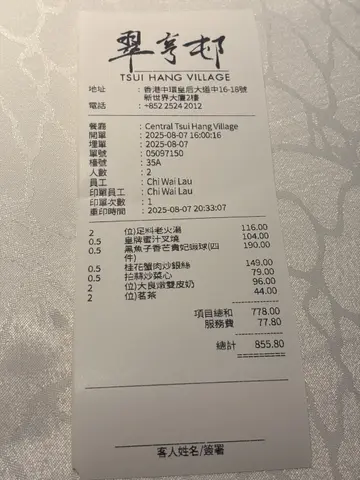 翠亨邨
TSUI HANG VILLAGE
地址 : 香港中環皇后大道中16-18號
新世界大廈2樓
電話 : +852 2524 2012
餐廳 : Central Tsui Hang Village
開單 : 2025-08-07 16:00:16
埋單 : 2025-08-07
單號 : 05097150
檯號 : 35A
人數 : 2
員工 : Chi Wai Lau
印單員工 : Chi Wai Lau
印單次數 : 1
重印時間 : 2025-08-07 20:33:07
2 位)足料老火湯 116.00
0.5 皇牌蜜汁叉燒 104.00
0.5 黑魚子香芒貴妃蝦球(四件) 190.00
0.5 桂花蟹肉炒銀絲 149.00
0.5 拍蒜炒菜心 79.00
2 位)大良燉雙皮奶 96.00
2 位)茗茶 44.00
項目總和 778.00
服務費 77.80
總計 855.80
客人姓名/簽署